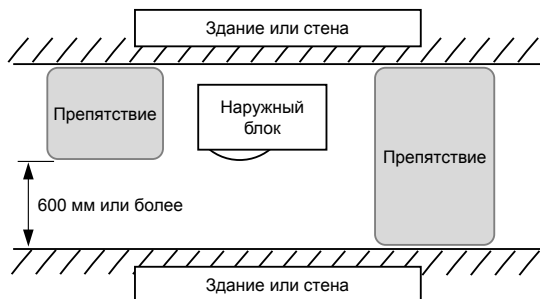 Здание или стена
Препятствие
Наружный
блок
Препятствие
600 мм или более
Здание или стена